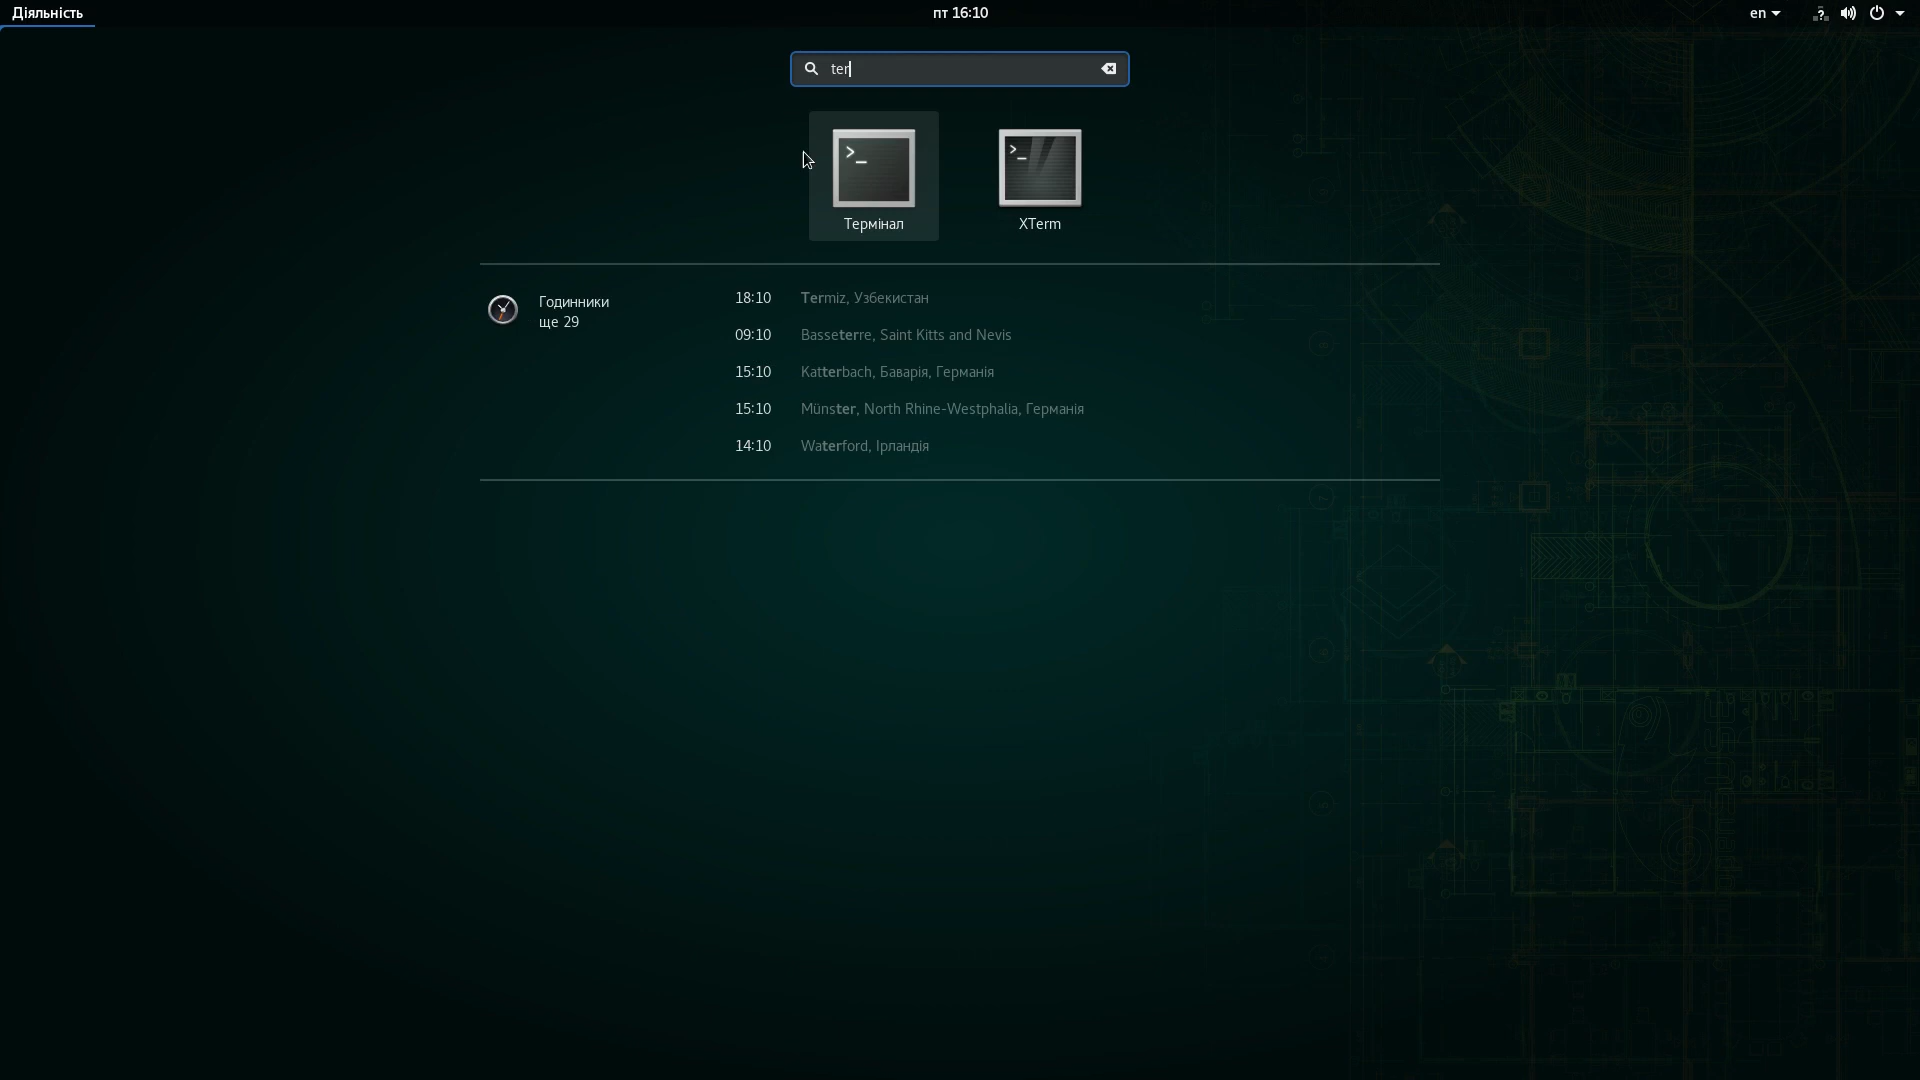 Діяльність
пт 16:10
en
ter
Термінал
XTerm
Годинники
ще 29
18:10 Termiz, Узбекистан
09:10 Basseterre, Saint Kitts and Nevis
15:10 Katterbach, Баварія, Германія
15:10 Münster, North Rhine-Westphalia, Германія
14:10 Waterford, Ірландія